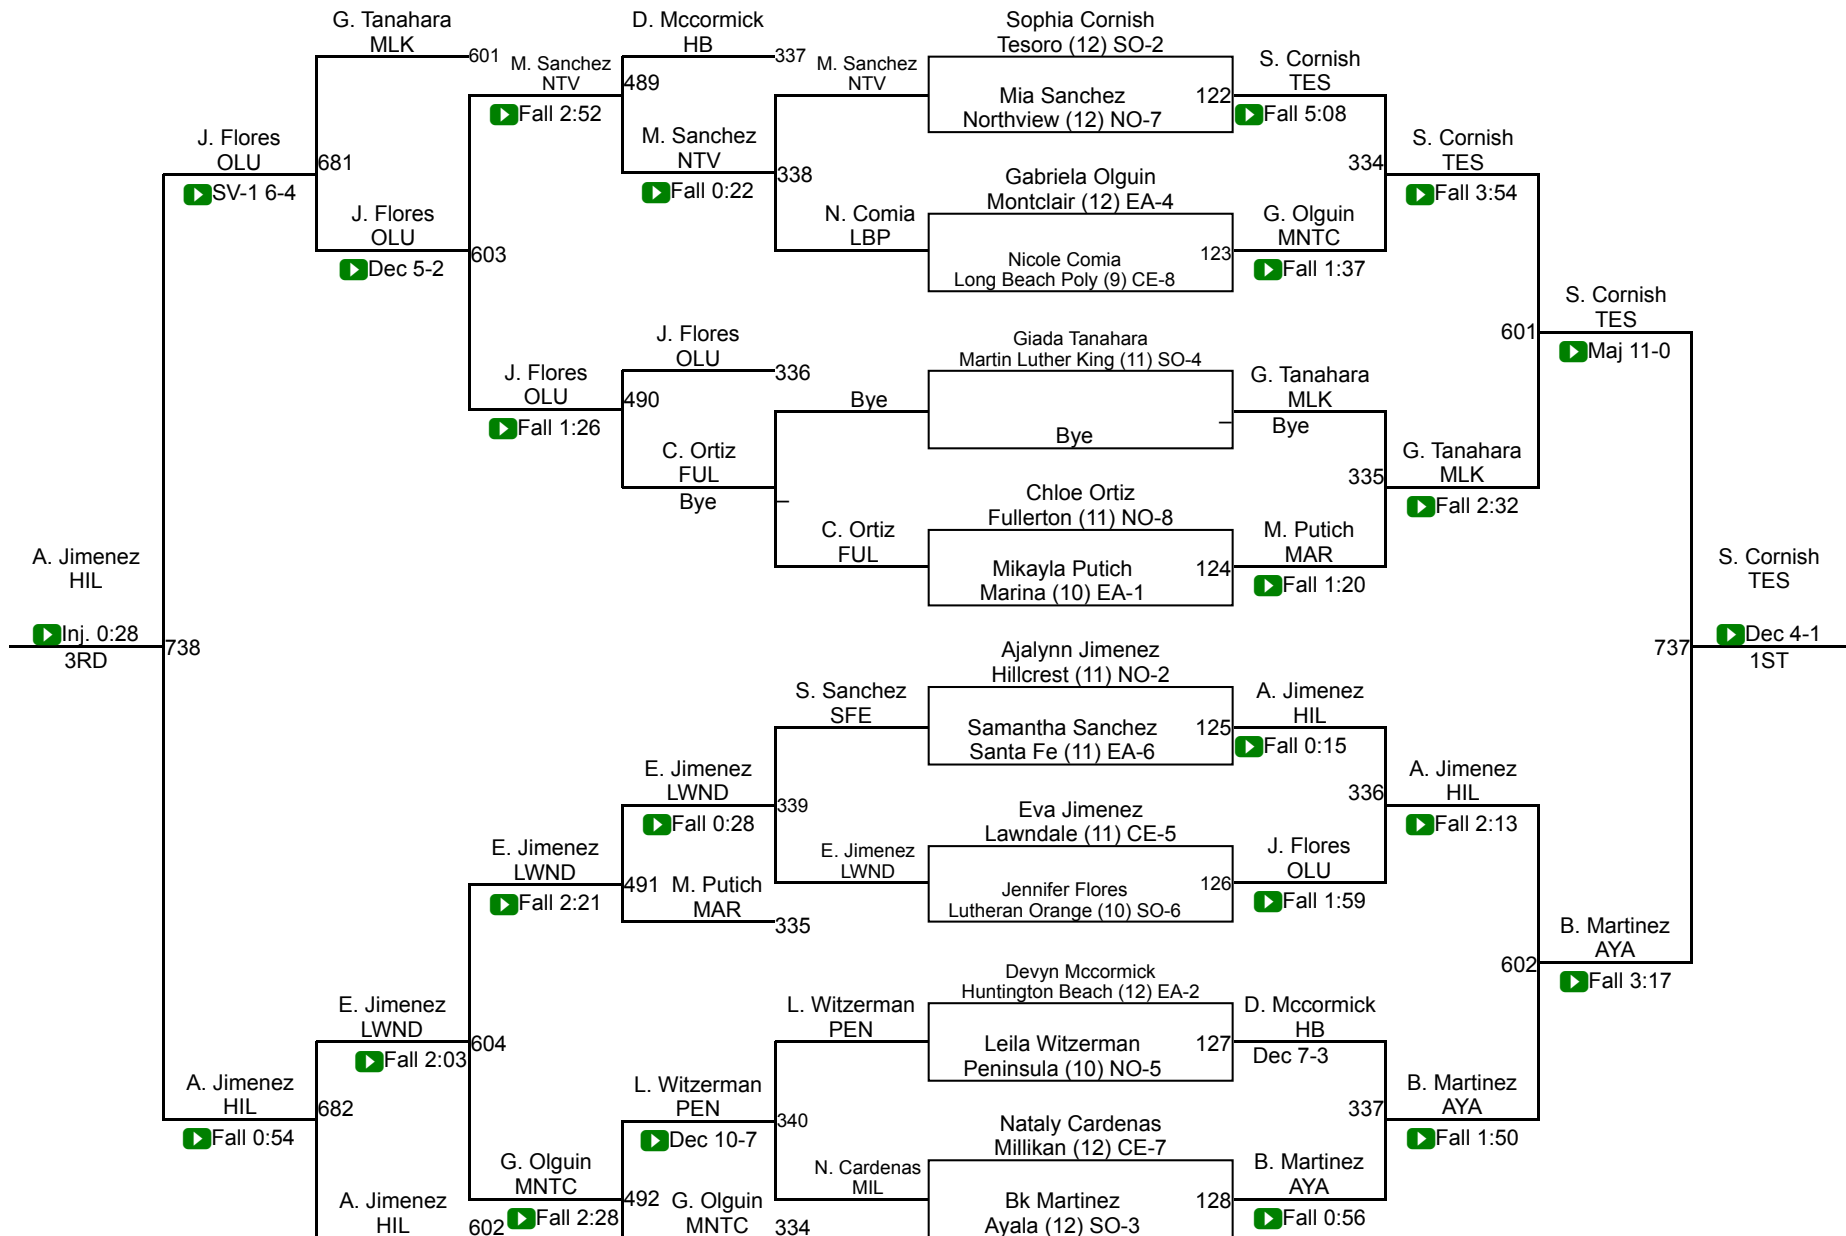 G. Tanahara
MLK
601
D. Mccormick
HB
337
M. Sanchez
NTV
489
Fall 2:52
M. Sanchez
NTV
Sophia Cornish
Tesoro (12) SO-2
Mia Sanchez
Northview (12) NO-7
122
S. Cornish
TES
Fall 5:08
J. Flores
OLU
681
SV-1 6-4
M. Sanchez
NTV
338
Fall 0:22
334
S. Cornish
TES
Fall 3:54
J. Flores
OLU
603
Dec 5-2
N. Comia
LBP
Gabriela Olguin
Montclair (12) EA-4
Nicole Comia
Long Beach Poly (9) CE-8
123
G. Olguin
MNTC
Fall 1:37
S. Cornish
TES
601
Maj 11-0
J. Flores
OLU
336
J. Flores
OLU
490
Fall 1:26
Bye
Giada Tanahara
Martin Luther King (11) SO-4
Bye
G. Tanahara
MLK
Bye
C. Ortiz
FUL
Bye
335
G. Tanahara
MLK
Fall 2:32
C. Ortiz
FUL
Chloe Ortiz
Fullerton (11) NO-8
Mikayla Putich
Marina (10) EA-1
124
M. Putich
MAR
Fall 1:20
A. Jimenez
HIL
Inj. 0:28
3RD
738
S. Cornish
TES
737
Dec 4-1
1ST
S. Sanchez
SFE
Ajalynn Jimenez
Hillcrest (11) NO-2
Samantha Sanchez
Santa Fe (11) EA-6
125
A. Jimenez
HIL
Fall 0:15
E. Jimenez
LWND
339
Fall 0:28
336
A. Jimenez
HIL
Fall 2:13
E. Jimenez
LWND
491
Fall 2:21
M. Putich
MAR
335
E. Jimenez
LWND
Eva Jimenez
Lawndale (11) CE-5
Jennifer Flores
Lutheran Orange (10) SO-6
126
J. Flores
OLU
Fall 1:59
B. Martinez
AYA
602
Fall 3:17
E. Jimenez
LWND
604
Fall 2:03
L. Witzerman
PEN
Devyn Mccormick
Huntington Beach (12) EA-2
Leila Witzerman
Peninsula (10) NO-5
127
D. Mccormick
HB
Dec 7-3
A. Jimenez
HIL
682
Fall 0:54
L. Witzerman
PEN
340
Dec 10-7
337
B. Martinez
AYA
Fall 1:50
A. Jimenez
HIL
602
G. Olguin
MNTC
492
Fall 2:28
G. Olguin
MNTC
334
N. Cardenas
MIL
Nataly Cardenas
Millikan (12) CE-7
Bk Martinez
Ayala (12) SO-3
128
B. Martinez
AYA
Fall 0:56